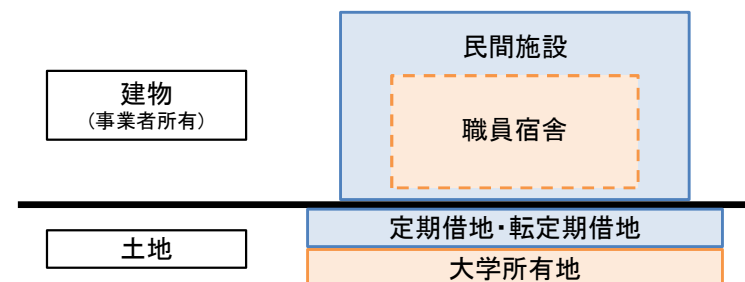 民間施設
建物
（事業者所有）
職員宿舎
定期借地・転定期借地
土地
大学所有地